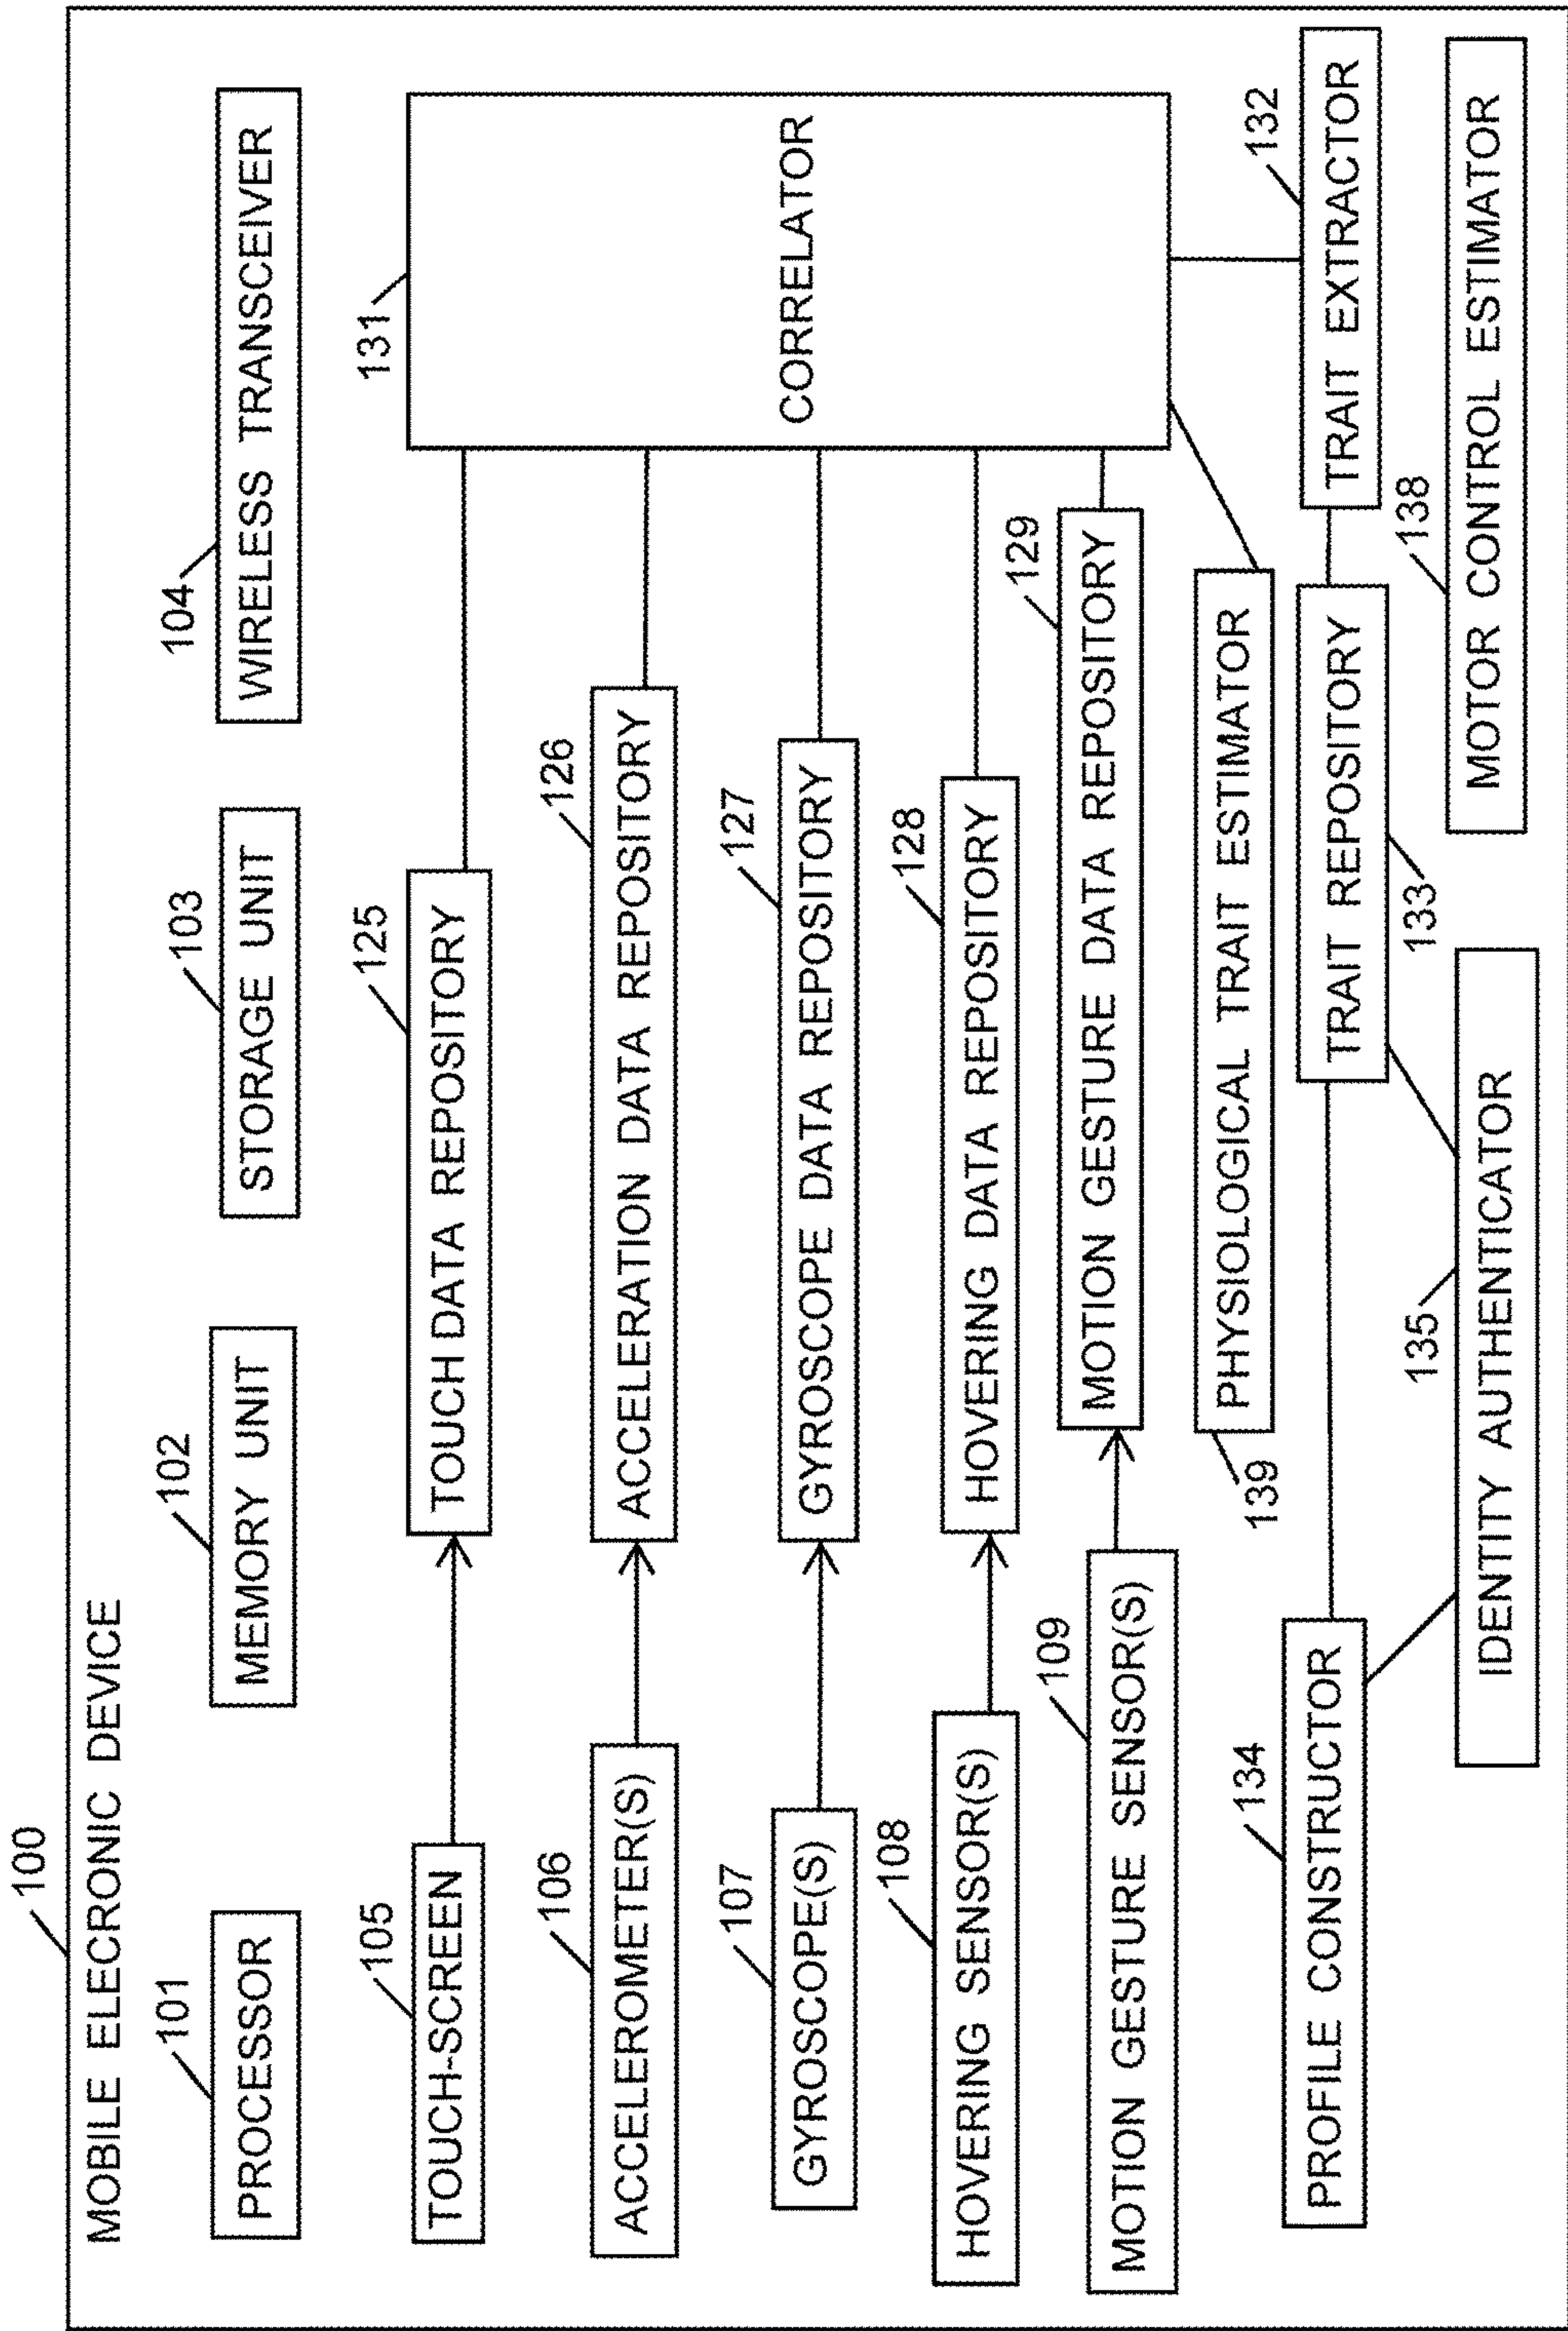 100
MOBILE ELECRONIC DEVICE
101
PROCESSOR
102
MEMORY UNIT
103
STORAGE UNIT
104
WIRELESS TRANSCEIVER
105
TOUCH-SCREEN
125
TOUCH DATA REPOSITORY
131
CORRELATOR
106
ACCELEROMETER(S)
126
ACCELERATION DATA REPOSITORY
107
GYROSCOPE(S)
127
GYROSCOPE DATA REPOSITORY
108
HOVERING SENSOR(S)
128
HOVERING DATA REPOSITORY
109
MOTION GESTURE SENSOR(S)
129
MOTION GESTURE DATA REPOSITORY
139
PHYSIOLOGICAL TRAIT ESTIMATOR
134
PROFILE CONSTRUCTOR
TRAIT REPOSITORY
133
132
TRAIT EXTRACTOR
135
IDENTITY AUTHENTICATOR
138
MOTOR CONTROL ESTIMATOR